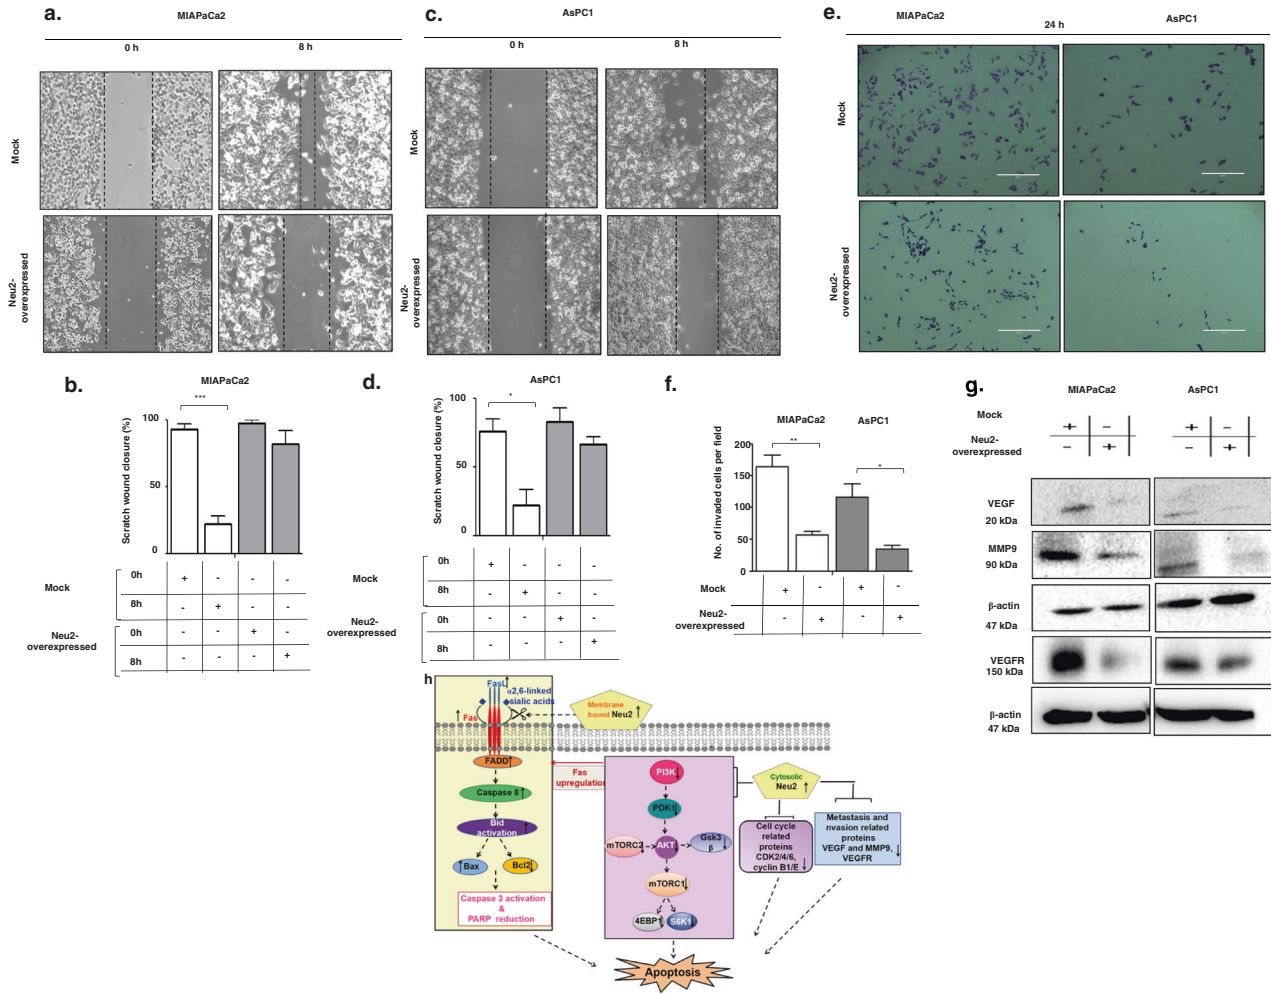 a.
MIAPaCa2
0 h
8 h
Mock
Neu2-
overexpressed
c.
AsPC1
0 h
8 h
Mock
Neu2-
overexpressed
e.
MIAPaCa2
24 h
AsPC1
Mock
Neu2-
overexpressed
b.
MIAPaCa2
***
Scratch wound closure (%)
100
50
0
Mock
0h
+ - - -
8h
- + - -
Neu2-
overexpressed
0h
- - + -
8h
- - - +
d.
AsPC1
*
Scratch wound closure (%)
100
50
0
Mock
0h
+ - - -
8h
- + - -
Neu2-
overexpressed
0h
- - + -
8h
- - - +
f.
MIAPaCa2
AsPC1
**
*
No. of invaded cells per field
200
150
100
50
0
Mock
+ - + -
Neu2-
overexpressed
- + - +
g.
MIAPaCa2
AsPC1
Mock
+ - + -
Neu2-
overexpressed
- + - +
VEGF
20 kDa
MMP9
90 kDa
β-actin
47 kDa
VEGFR
150 kDa
β-actin
47 kDa
h
FasL↑
α2,6-linked
sialic acids
↑ Fas
Membrane
bound Neu2 ↑
FADD↑
Caspase 8↑
Bid
activation ↑
↑ Bax
Bcl2↓
Caspase 3 activation
&
PARP reduction
Fas
upregulation
PI3K↓
PDK1↓
mTORC2↓
AKT↓
Gsk3
β ↓
mTORC1↓
4EBP1↓
S6K1↓
Cytosolic
Neu2 ↑
Cell cycle
related
proteins
CDK2/4/6,
cyclin B1/E ↓
Metastasis and
nvasion related
proteins
VEGF and MMP9, ↓
VEGFR
Apoptosis